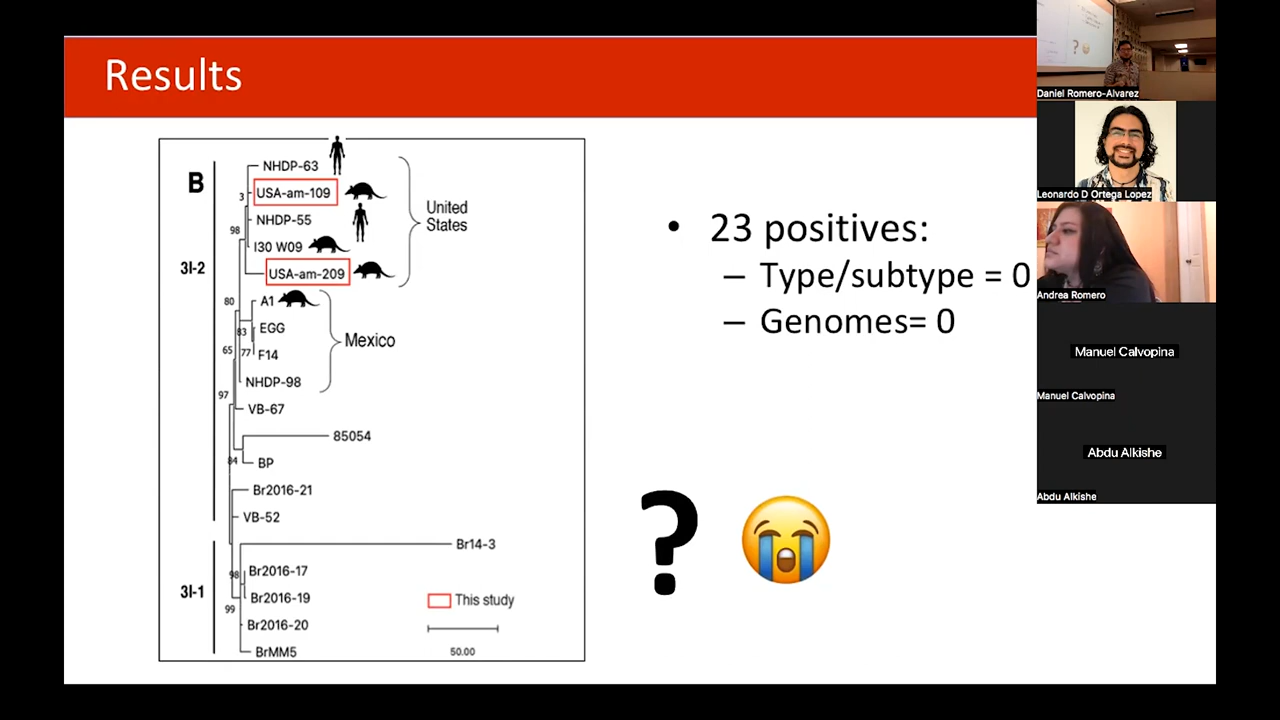 Results
B
NHDP-63
3
USA-am-109
NHDP-55
98
I30 W09
USA-am-209
United
States
3I-2
80
A1
83
EGG
65
77
F14
Mexico
NHDP-98
97
VB-67
85054
84
BP
Br2016-21
VB-52
Br14-3
98
Br2016-17
3I-1
Br2016-19
99
Br2016-20
BrMM5
This study
50.00
• 23 positives:
– Type/subtype = 0
– Genomes= 0
?
Daniel Romero-Alvarez
Leonardo D Ortega Lopez
Andrea Romero
Manuel Calvopina
Manuel Calvopina
Abdu Alkishe
Abdu Alkishe